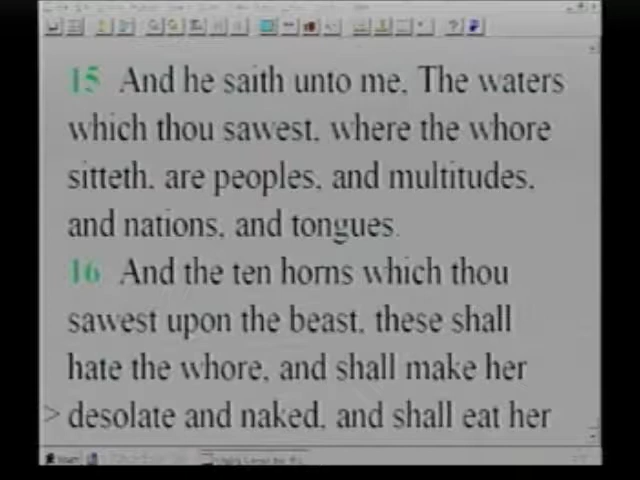 15 And he saith unto me, The waters
which thou sawest, where the whore
sitteth, are peoples, and multitudes,
and nations, and tongues.
16 And the ten horns which thou
sawest upon the beast, these shall
hate the whore, and shall make her
> desolate and naked, and shall eat her